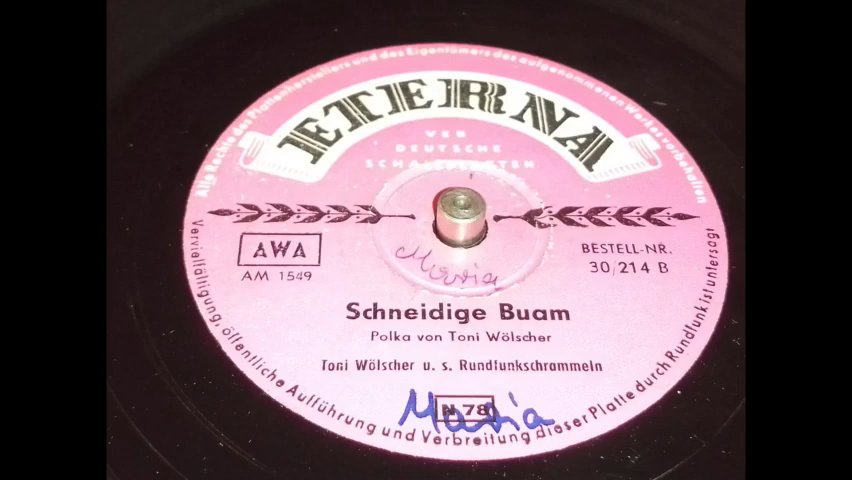 Alle Rechte des Plattenherstellers und des Eigentümers des aufgenommenen Werkes vorbehalten
ETERNA
VEB
DEUTSCHE
SCHALLPLATTEN
AWA
AM 1549
BESTELL-NR.
30/214 B
Maria
Schneidige Buam
Polka von Toni Wölscher
Toni Wölscher u. s. Rundfunkschrammeln
N 78
Maria
Vervielfältigung, öffentliche Aufführung und Verbreitung dieser Platte durch Rundfunk ist untersagt